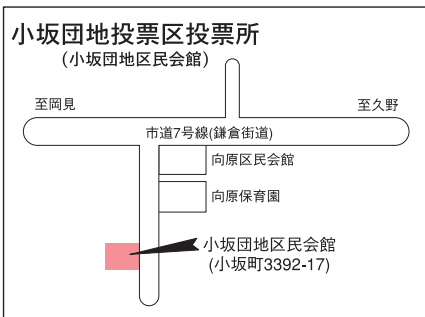 小坂団地投票区投票所
(小坂団地区民会館)
至岡見
至久野
市道7号線(鎌倉街道)
向原区民会館
向原保育園
小坂団地区民会館
(小坂町3392-17)